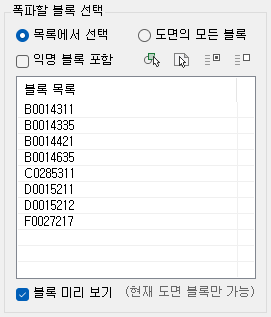 폭파할 블록 선택
목록에서 선택 도면의 모든 블록
익명 블록 포함
블록 목록
B0014311
B0014335
B0014421
B0014635
C0285311
D0015211
D0015212
F0027217
블록 미리 보기 (현재 도면 블록만 가능)